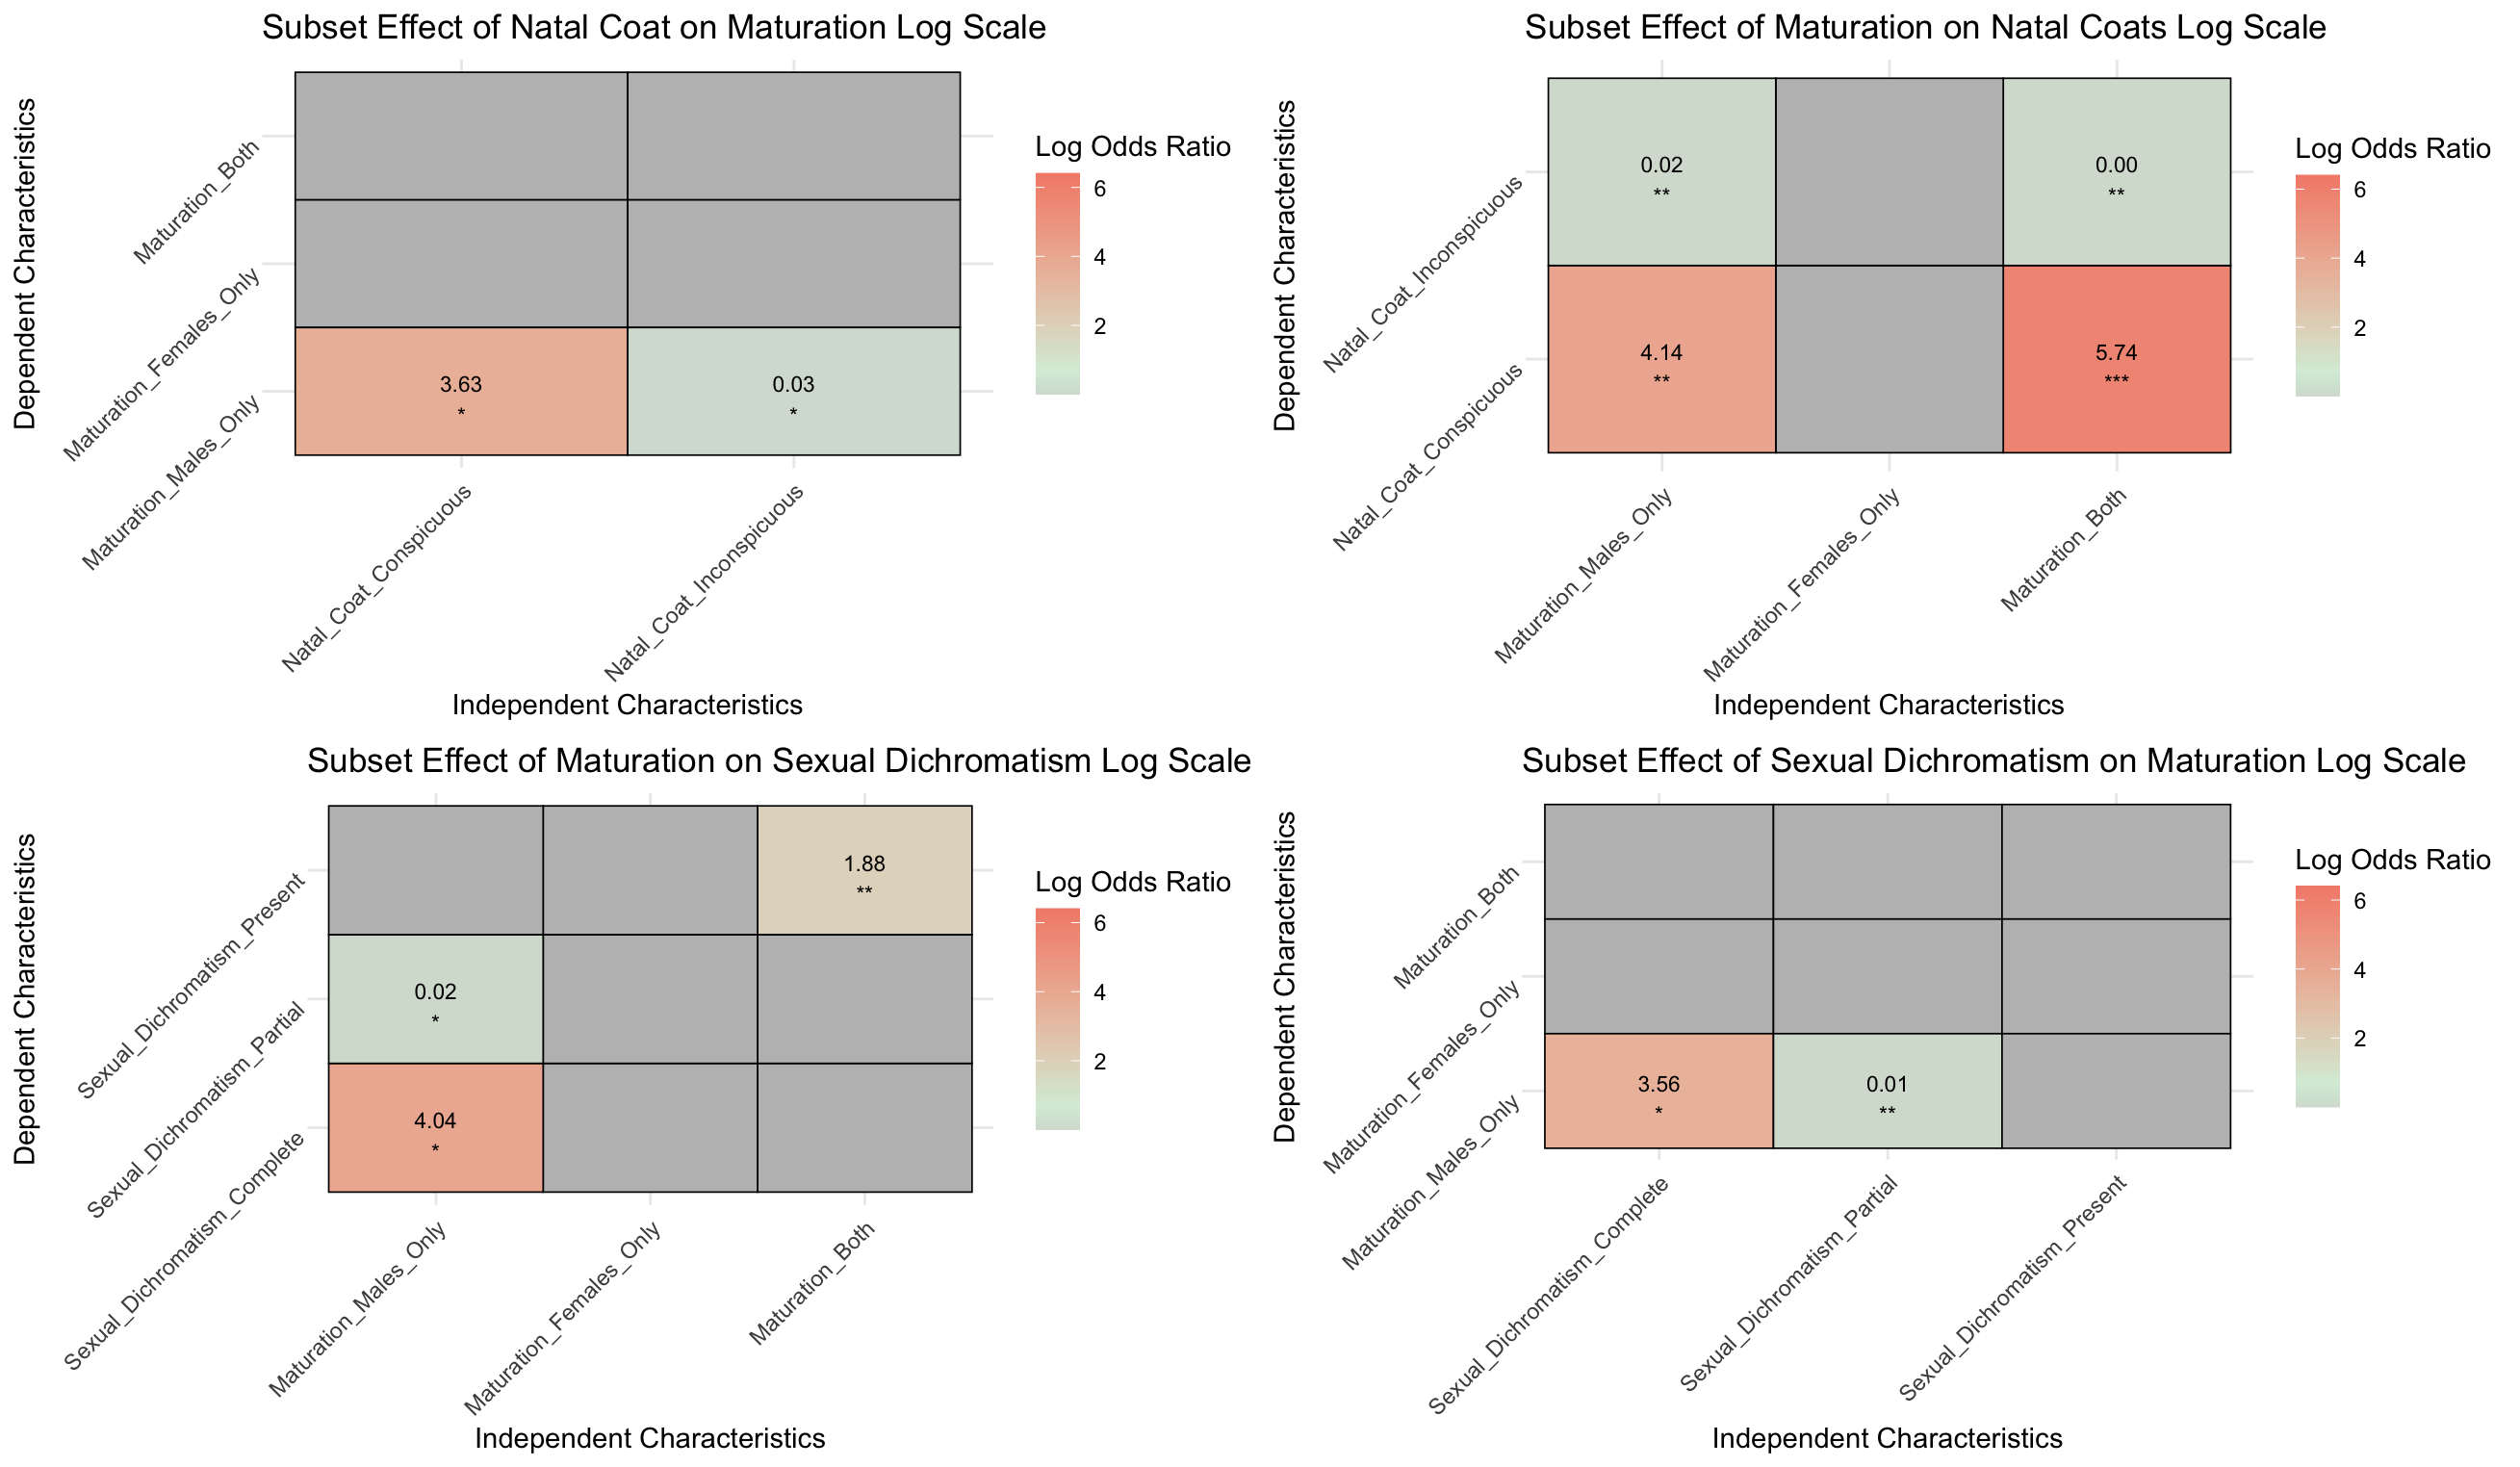 Subset Effect of Natal Coat on Maturation Log Scale
Dependent Characteristics
Maturation_Both
Maturation_Females_Only
Maturation_Males_Only
3.63
*
0.03
*
Natal_Coat_Conspicuous
Natal_Coat_Inconspicuous
Independent Characteristics
Log Odds Ratio
6
4
2
Subset Effect of Maturation on Natal Coats Log Scale
Dependent Characteristics
Natal_Coat_Inconspicuous
Natal_Coat_Conspicuous
0.02
**
0.00
**
4.14
**
5.74
***
Maturation_Males_Only
Maturation_Females_Only
Maturation_Both
Independent Characteristics
Log Odds Ratio
6
4
2
Subset Effect of Maturation on Sexual Dichromatism Log Scale
Dependent Characteristics
Sexual_Dichromatism_Present
Sexual_Dichromatism_Partial
Sexual_Dichromatism_Complete
1.88
**
0.02
*
4.04
*
Maturation_Males_Only
Maturation_Females_Only
Maturation_Both
Independent Characteristics
Log Odds Ratio
6
4
2
Subset Effect of Sexual Dichromatism on Maturation Log Scale
Dependent Characteristics
Maturation_Both
Maturation_Females_Only
Maturation_Males_Only
3.56
*
0.01
**
Sexual_Dichromatism_Complete
Sexual_Dichromatism_Partial
Sexual_Dichromatism_Present
Independent Characteristics
Log Odds Ratio
6
4
2